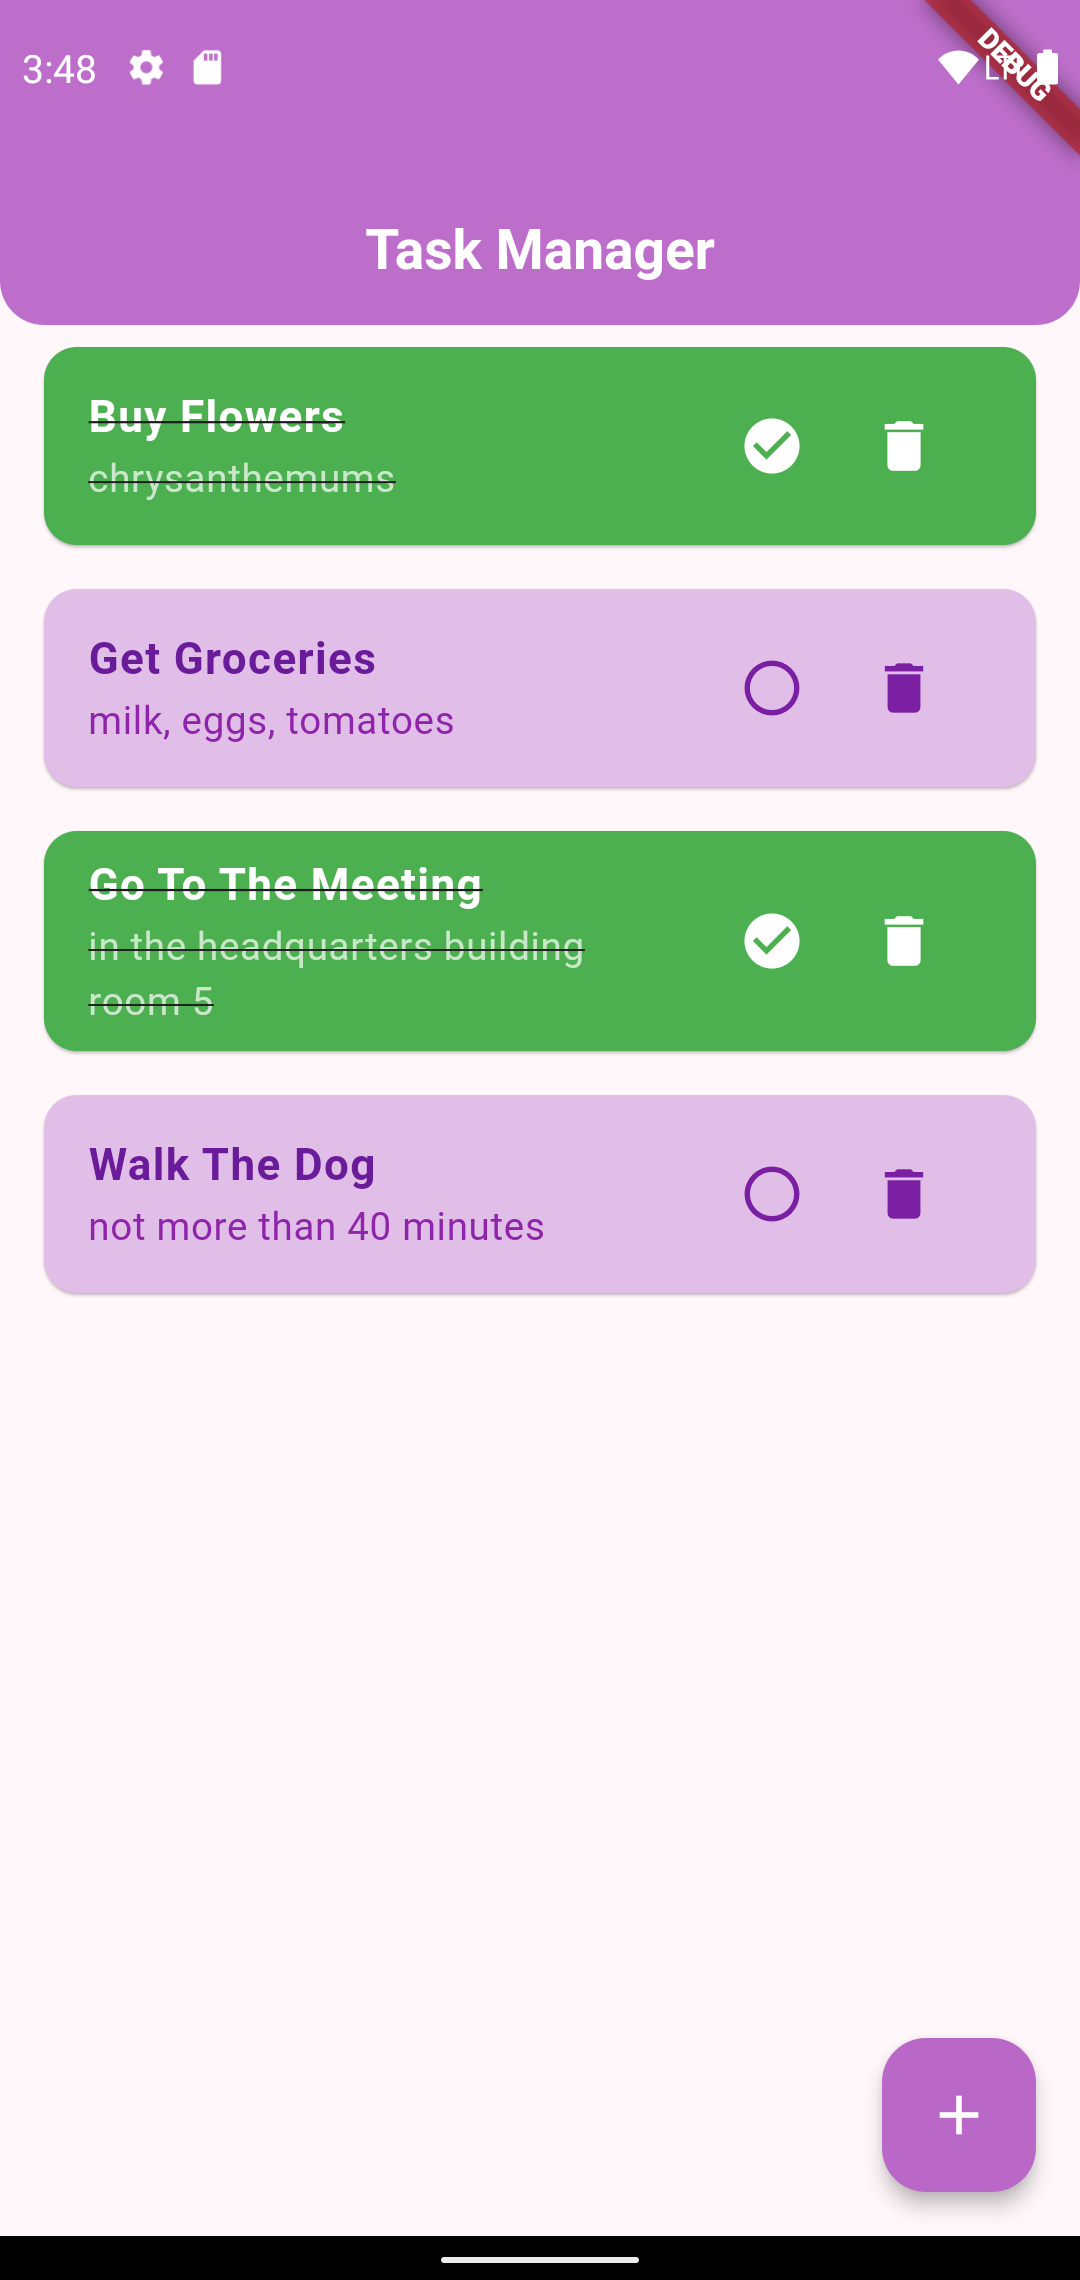 3:48
DEBUG
Task Manager
Buy Flowers
chrysanthemums
Get Groceries
milk, eggs, tomatoes
Go To The Meeting
in the headquarters building
room 5
Walk The Dog
not more than 40 minutes